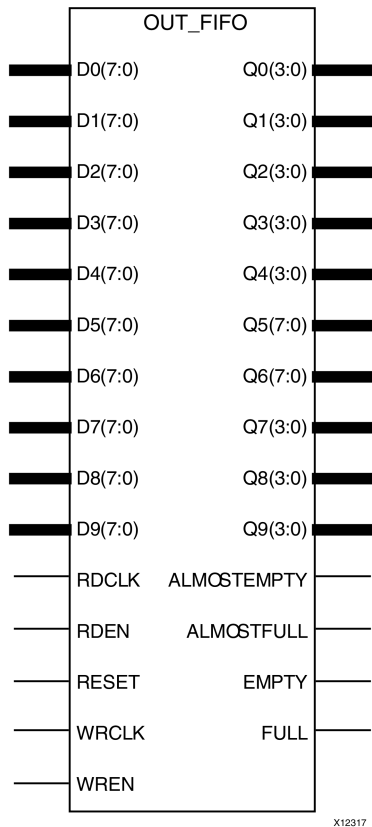 OUT_FIFO
D0(7:0) Q0(3:0)
D1(7:0) Q1(3:0)
D2(7:0) Q2(3:0)
D3(7:0) Q3(3:0)
D4(7:0) Q4(3:0)
D5(7:0) Q5(7:0)
D6(7:0) Q6(7:0)
D7(7:0) Q7(3:0)
D8(7:0) Q8(3:0)
D9(7:0) Q9(3:0)
RDCLK ALMOSTEMPTY
RDEN ALMOSTFULL
RESET EMPTY
WRCLK FULL
WREN
X12317